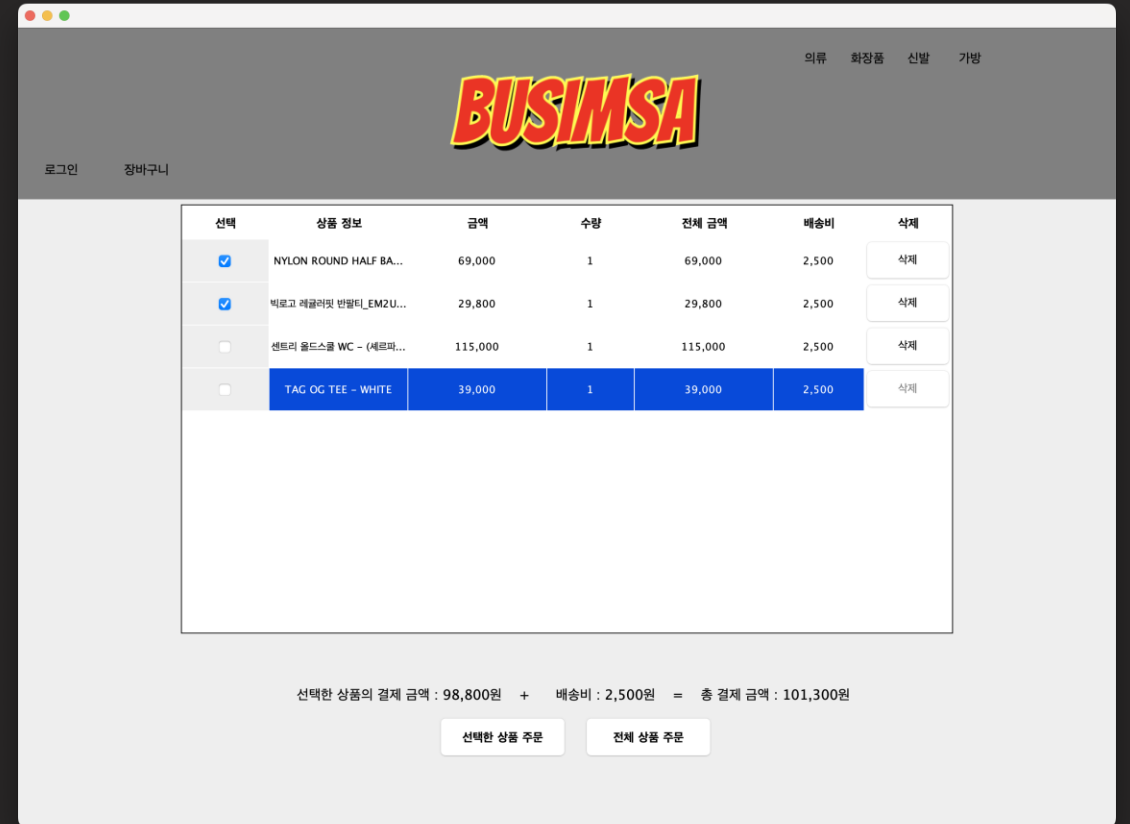 의류 화장품 신발 가방
BUSIMSA
로그인 장바구니
선택 상품 정보 금액 수량 전체 금액 배송비 삭제
NYLON ROUND HALF BA... 69,000 1 69,000 2,500 삭제
빅로고 레귤러핏 반팔티_EM2U... 29,800 1 29,800 2,500 삭제
센트리 올드스쿨 WC - (셰르파... 115,000 1 115,000 2,500 삭제
TAG OG TEE - WHITE 39,000 1 39,000 2,500 삭제
선택한 상품의 결제 금액 : 98,800원 + 배송비 : 2,500원 = 총 결제 금액 : 101,300원
선택한 상품 주문 전체 상품 주문